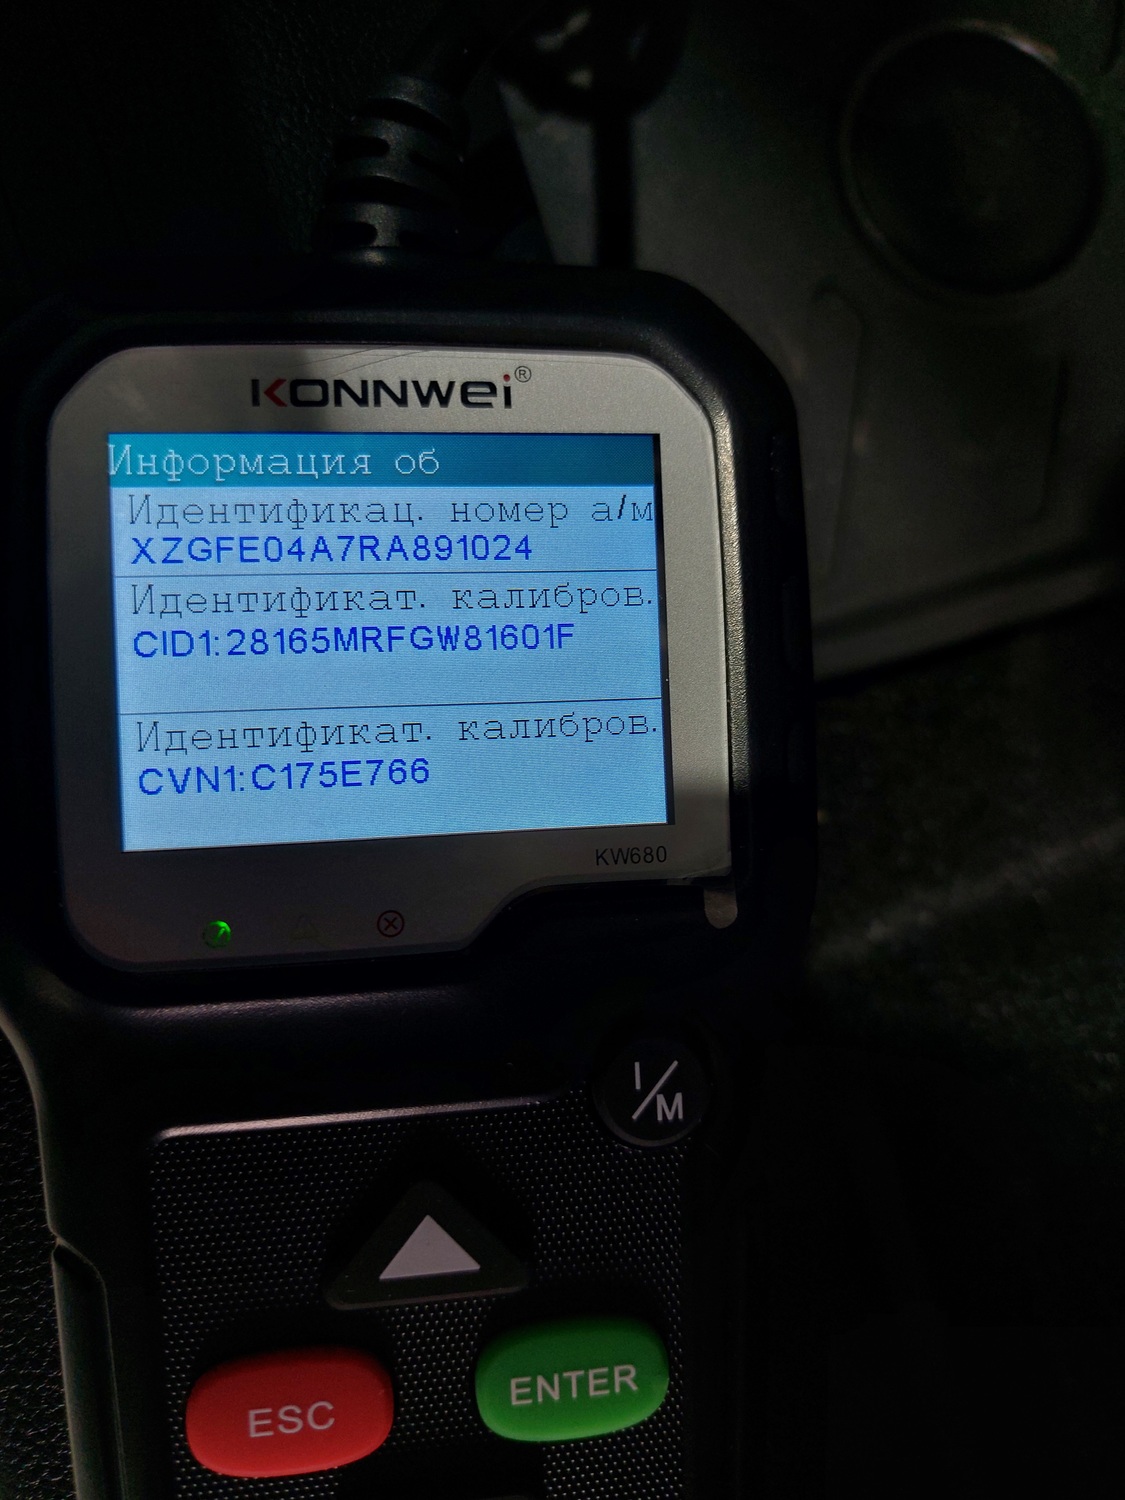 KONNWEI®
Информация об
Идентификац. номер а/м
XZGFE04A7RA891024
Идентификат. калибров.
CID1:28165MRFGW81601F
Идентификат. калибров.
CVN1:C175E766
KW680
I/M
ESC
ENTER